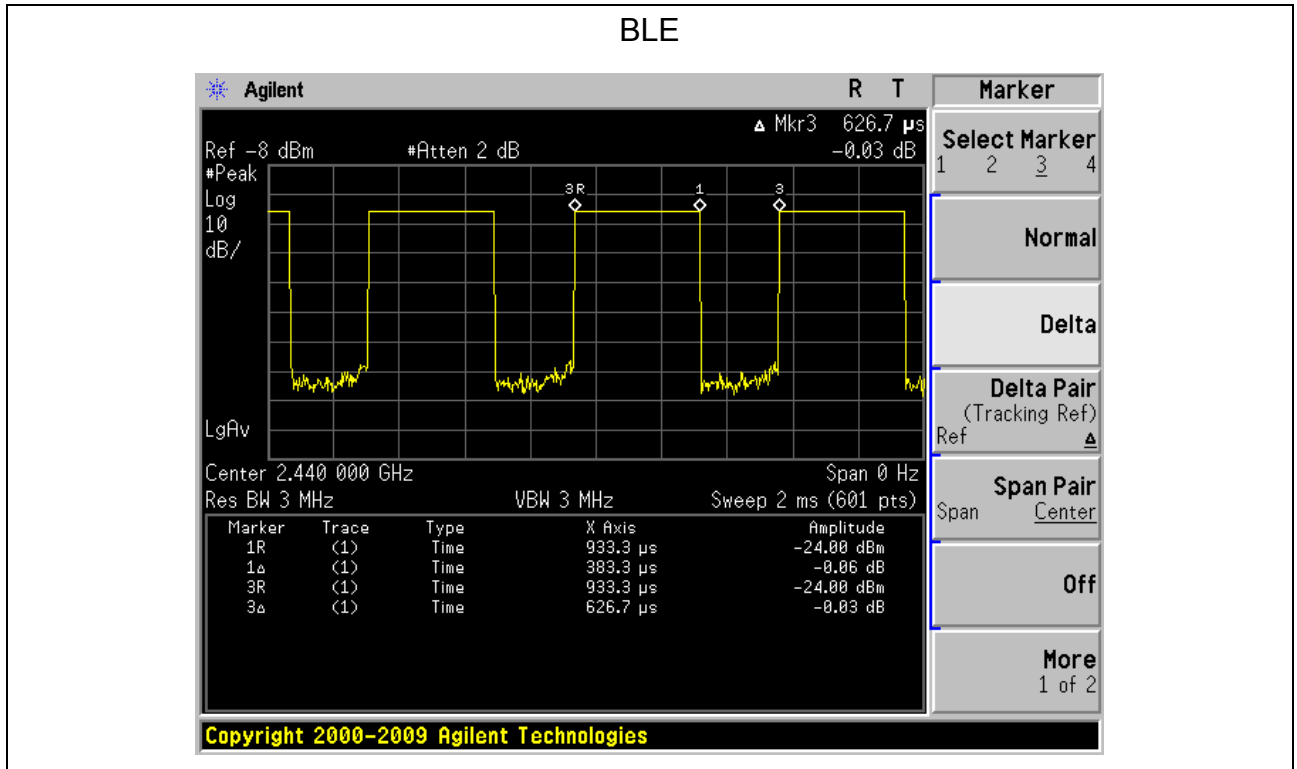 BLE
Agilent R T
Marker
Δ Mkr3 626.7 µs
Ref −8 dBm #Atten 2 dB −0.03 dB
#Peak
Log
10
dB/
3R 1 3
LgAv
Center 2.440 000 GHz Span 0 Hz
Res BW 3 MHz VBW 3 MHz Sweep 2 ms (601 pts)
Marker Trace Type X Axis Amplitude
1R (1) Time 933.3 µs −24.00 dBm
1Δ (1) Time 383.3 µs −0.06 dB
3R (1) Time 933.3 µs −24.00 dBm
3Δ (1) Time 626.7 µs −0.03 dB
Select Marker
1 2 3 4
Normal
Delta
Delta Pair
(Tracking Ref)
Ref Δ
Span Pair
Span Center
Off
More
1 of 2
Copyright 2000–2009 Agilent Technologies